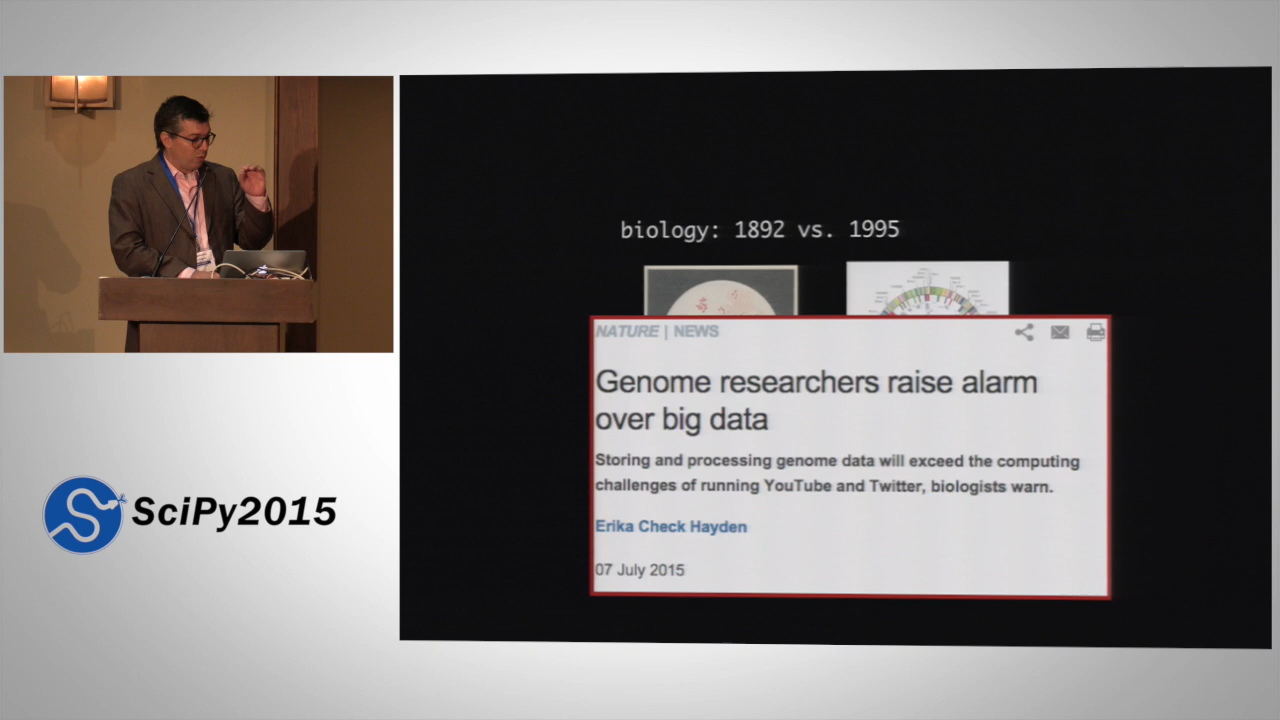 biology: 1892 vs. 1995
NATURE | NEWS
Genome researchers raise alarm
over big data
Storing and processing genome data will exceed the computing
challenges of running YouTube and Twitter, biologists warn.
Erika Check Hayden
07 July 2015
SciPy2015